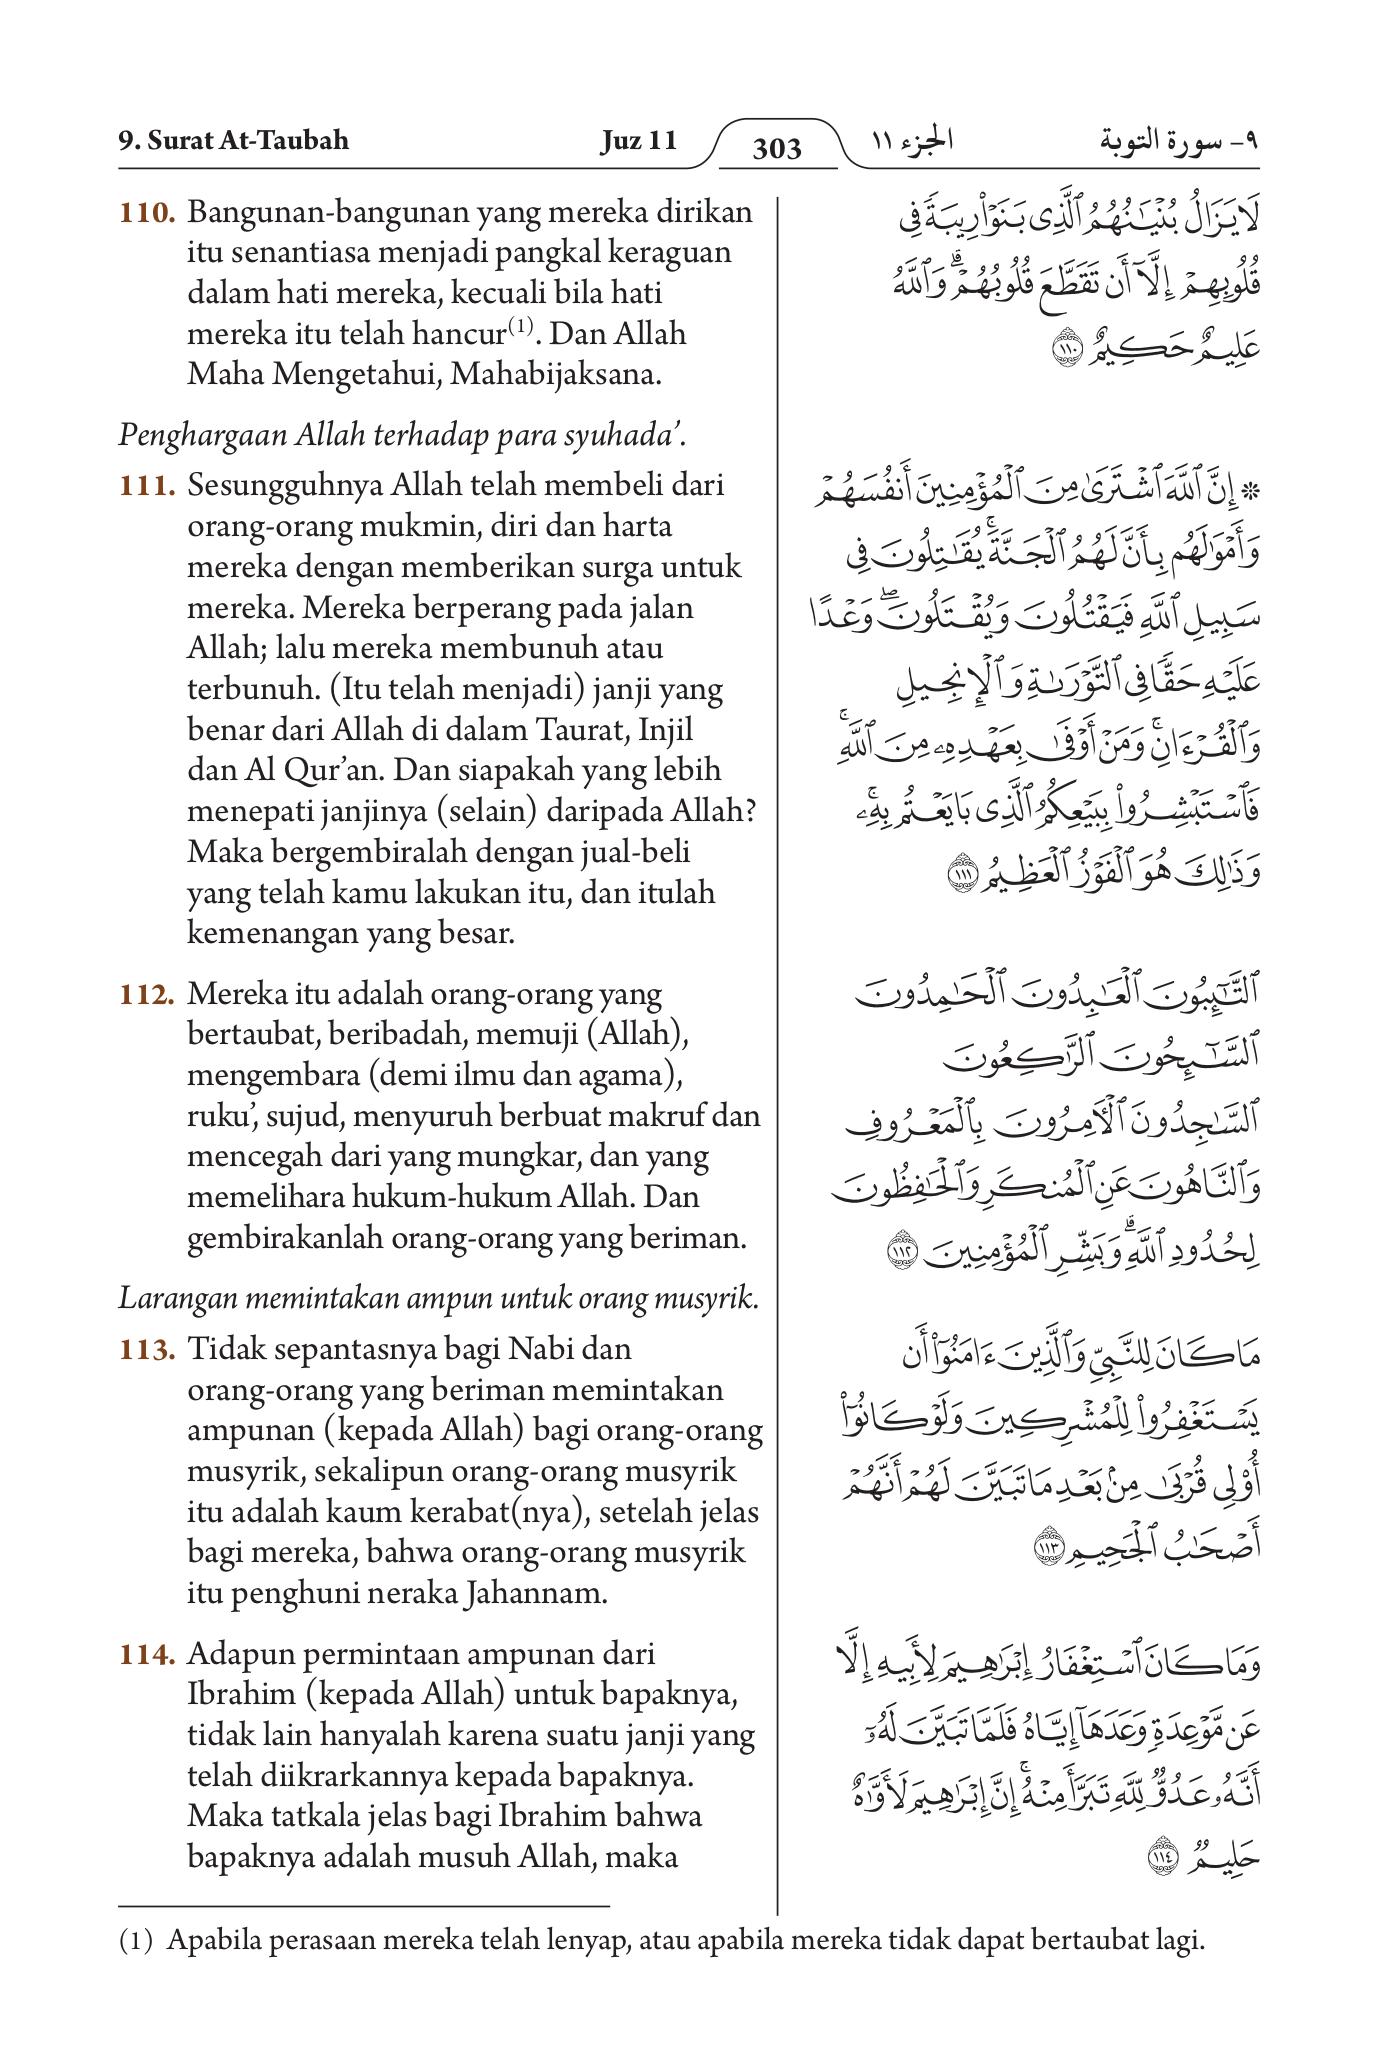 9. Surat At-Taubah
Juz 11
303
الجزء ١١
٩- سورة التوبة
110. Bangunan-bangunan yang mereka dirikan
itu senantiasa menjadi pangkal keraguan
dalam hati mereka, kecuali bila hati
mereka itu telah hancur(1). Dan Allah
Maha Mengetahui, Mahabijaksana.
Penghargaan Allah terhadap para syuhada’.
111. Sesungguhnya Allah telah membeli dari
orang-orang mukmin, diri dan harta
mereka dengan memberikan surga untuk
mereka. Mereka berperang pada jalan
Allah; lalu mereka membunuh atau
terbunuh. (Itu telah menjadi) janji yang
benar dari Allah di dalam Taurat, Injil
dan Al Qur’an. Dan siapakah yang lebih
menepati janjinya (selain) daripada Allah?
Maka bergembiralah dengan jual-beli
yang telah kamu lakukan itu, dan itulah
kemenangan yang besar.
112. Mereka itu adalah orang-orang yang
bertaubat, beribadah, memuji (Allah),
mengembara (demi ilmu dan agama),
ruku’, sujud, menyuruh berbuat makruf dan
mencegah dari yang mungkar, dan yang
memelihara hukum-hukum Allah. Dan
gembirakanlah orang-orang yang beriman.
Larangan memintakan ampun untuk orang musyrik.
113. Tidak sepantasnya bagi Nabi dan
orang-orang yang beriman memintakan
ampunan (kepada Allah) bagi orang-orang
musyrik, sekalipun orang-orang musyrik
itu adalah kaum kerabat(nya), setelah jelas
bagi mereka, bahwa orang-orang musyrik
itu penghuni neraka Jahannam.
114. Adapun permintaan ampunan dari
Ibrahim (kepada Allah) untuk bapaknya,
tidak lain hanyalah karena suatu janji yang
telah diikrarkannya kepada bapaknya.
Maka tatkala jelas bagi Ibrahim bahwa
bapaknya adalah musuh Allah, maka
لَا يَزَالُ بُنْيَـٰنُهُمُ ٱلَّذِى بَنَوْا۟ رِيبَةً فِى
قُلُوبِهِمْ إِلَّآ أَن تَقَطَّعَ قُلُوبُهُمْ ۗ وَٱللَّهُ
عَلِيمٌ حَكِيمٌ ١١٠
* إِنَّ ٱللَّهَ ٱشْتَرَىٰ مِنَ ٱلْمُؤْمِنِينَ أَنفُسَهُمْ
وَأَمْوَٰلَهُم بِأَنَّ لَهُمُ ٱلْجَنَّةَ ۚ يُقَـٰتِلُونَ فِى
سَبِيلِ ٱللَّهِ فَيَقْتُلُونَ وَيُقْتَلُونَ ۖ وَعْدًا
عَلَيْهِ حَقًّا فِى ٱلتَّوْرَىٰةِ وَٱلْإِنجِيلِ
وَٱلْقُرْءَانِ ۚ وَمَنْ أَوْفَىٰ بِعَهْدِهِۦ مِنَ ٱللَّهِ ۚ
فَٱسْتَبْشِرُوا۟ بِبَيْعِكُمُ ٱلَّذِى بَايَعْتُم بِهِۦ ۚ
وَذَٰلِكَ هُوَ ٱلْفَوْزُ ٱلْعَظِيمُ ١١١
ٱلتَّـٰٓئِبُونَ ٱلْعَـٰبِدُونَ ٱلْحَـٰمِدُونَ
ٱلسَّـٰٓئِحُونَ ٱلرَّٰكِعُونَ
ٱلسَّـٰجِدُونَ ٱلْـَٔامِرُونَ بِٱلْمَعْرُوفِ
وَٱلنَّاهُونَ عَنِ ٱلْمُنكَرِ وَٱلْحَـٰفِظُونَ
لِحُدُودِ ٱللَّهِ ۗ وَبَشِّرِ ٱلْمُؤْمِنِينَ ١١٢
مَا كَانَ لِلنَّبِىِّ وَٱلَّذِينَ ءَامَنُوٓا۟ أَن
يَسْتَغْفِرُوا۟ لِلْمُشْرِكِينَ وَلَوْ كَانُوٓا۟
أُو۟لِى قُرْبَىٰ مِنۢ بَعْدِ مَا تَبَيَّنَ لَهُمْ أَنَّهُمْ
أَصْحَـٰبُ ٱلْجَحِيمِ ١١٣
وَمَا كَانَ ٱسْتِغْفَارُ إِبْرَٰهِيمَ لِأَبِيهِ إِلَّا
عَن مَّوْعِدَةٍ وَعَدَهَآ إِيَّاهُ فَلَمَّا تَبَيَّنَ لَهُۥٓ
أَنَّهُۥ عَدُوٌّ لِّلَّهِ تَبَرَّأَ مِنْهُ ۚ إِنَّ إِبْرَٰهِيمَ لَأَوَّٰهٌ
حَلِيمٌ ١١٤
(1) Apabila perasaan mereka telah lenyap, atau apabila mereka tidak dapat bertaubat lagi.